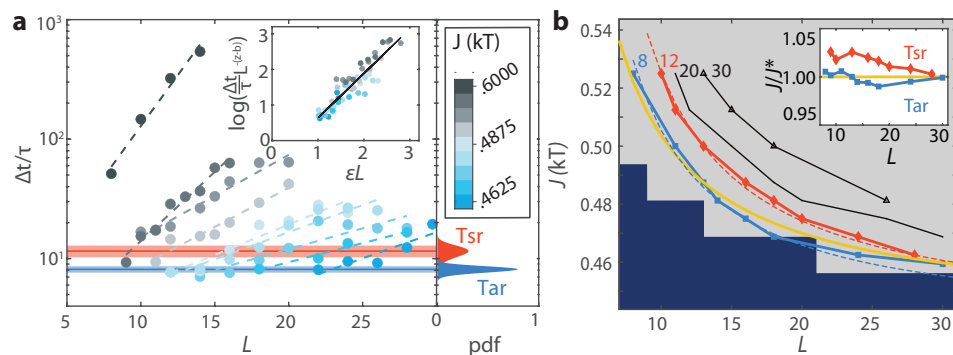 a
Δt/τ
10³
10²
10¹
5 10 15 20 25 30
L
log(Δt/τ L⁻⁽ᶻ⁻ᵇ⁾)
3
2
1
0
0 1 2 3
εL
J (kT)
.6000
.4875
.4625
Tsr
Tar
0 1
pdf
b
J (kT)
0.54
0.52
0.50
0.48
0.46
8 12 20 30
10 15 20 25 30
L
J/J*
1.05
1.00
0.95
Tsr
Tar
10 20 30
L